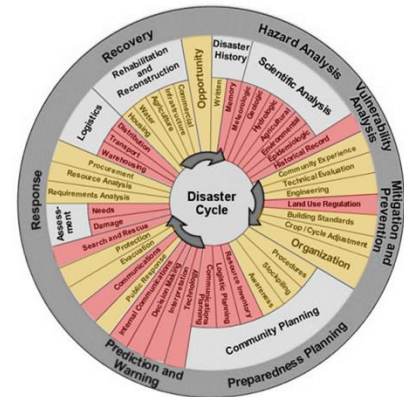 Disaster
Cycle
Hazard Analysis
Vulnerability
Analysis
Mitigation and
Prevention
Preparedness Planning
Prediction and
Warning
Response
Recovery
Disaster
History
Scientific Analysis
Community Planning
Assess-
ment
Logistics
Rehabilitation and
Reconstruction
Opportunity
Written
Memory
Meteorologic
Geologic
Hydrologic
Agricultural
Environmental
Epidemiologic
Historical Record
Community Experience
Technical Evaluation
Engineering
Land Use Regulation
Building Standards
Crop / Cycle Adjustment
Organization
Procedures
Stockpiling
Awareness
Resource Inventory
Logistic Planning
Communications
Planning
Technology
Interpretation
Decision Making
Internal Communications
Public Response
Communications
Evacuation
Protection
Search and Rescue
Damage
Needs
Requirements Analysis
Resource Analysis
Procurement
Warehousing
Transport
Distribution
Housing
Water
Agriculture
Infrastructure
Commercial